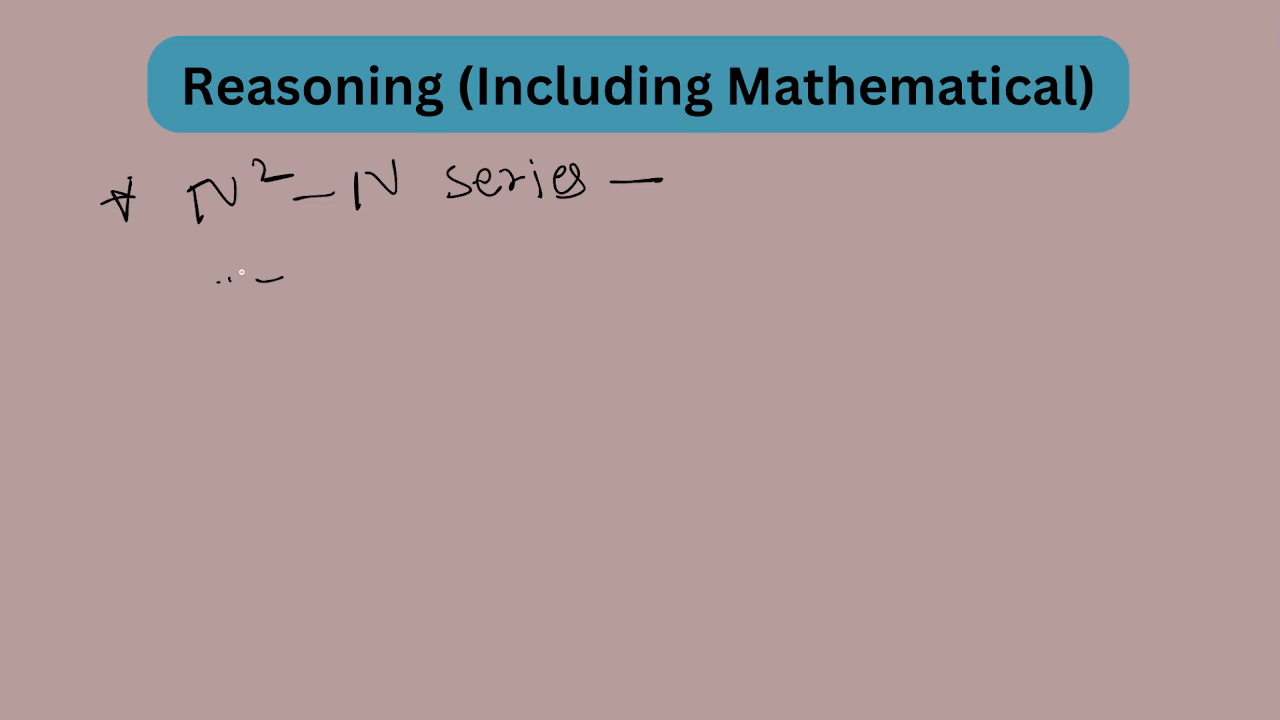 Reasoning (Including Mathematical)
* N² - N series -